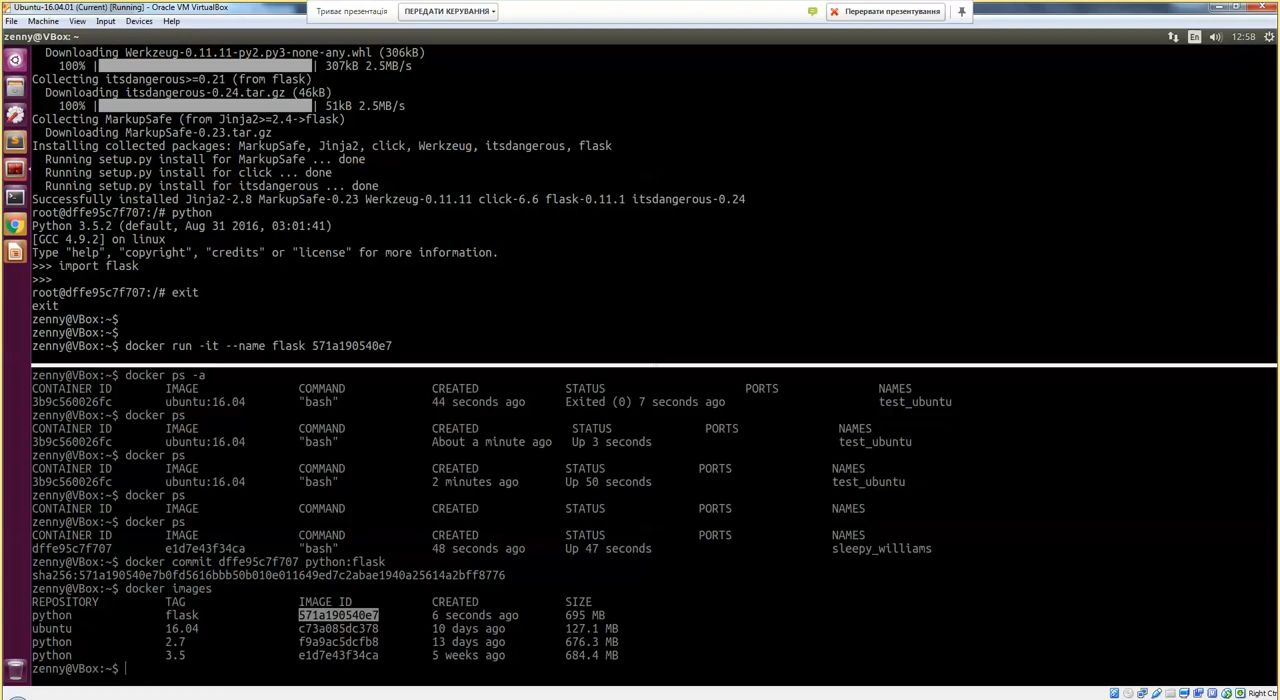 Ubuntu-16.04.01 (Current) [Running] - Oracle VM VirtualBox
Триває презентація
ПЕРЕДАТИ КЕРУВАННЯ
Перервати презентування
File Machine View Input Devices Help
zenny@VBox: ~
En
12:58
Downloading Werkzeug-0.11.11-py2.py3-none-any.whl (306kB)
100% | | 307kB 2.5MB/s
Collecting itsdangerous>=0.21 (from flask)
Downloading itsdangerous-0.24.tar.gz (46kB)
100% | | 51kB 2.5MB/s
Collecting MarkupSafe (from Jinja2>=2.4->flask)
Downloading MarkupSafe-0.23.tar.gz
Installing collected packages: MarkupSafe, Jinja2, click, Werkzeug, itsdangerous, flask
Running setup.py install for MarkupSafe ... done
Running setup.py install for click ... done
Running setup.py install for itsdangerous ... done
Successfully installed Jinja2-2.8 MarkupSafe-0.23 Werkzeug-0.11.11 click-6.6 flask-0.11.1 itsdangerous-0.24
root@dffe95c7f707:/# python
Python 3.5.2 (default, Aug 31 2016, 03:01:41)
[GCC 4.9.2] on linux
Type "help", "copyright", "credits" or "license" for more information.
>>> import flask
>>>
root@dffe95c7f707:/# exit
exit
zenny@VBox:~$
zenny@VBox:~$
zenny@VBox:~$ docker run -it --name flask 571a190540e7
zenny@VBox:~$ docker ps -a
CONTAINER ID IMAGE COMMAND CREATED STATUS PORTS NAMES
3b9c560026fc ubuntu:16.04 "bash" 44 seconds ago Exited (0) 7 seconds ago test_ubuntu
zenny@VBox:~$ docker ps
CONTAINER ID IMAGE COMMAND CREATED STATUS PORTS NAMES
3b9c560026fc ubuntu:16.04 "bash" About a minute ago Up 3 seconds test_ubuntu
zenny@VBox:~$ docker ps
CONTAINER ID IMAGE COMMAND CREATED STATUS PORTS NAMES
3b9c560026fc ubuntu:16.04 "bash" 2 minutes ago Up 50 seconds test_ubuntu
zenny@VBox:~$ docker ps
CONTAINER ID IMAGE COMMAND CREATED STATUS PORTS NAMES
zenny@VBox:~$ docker ps
CONTAINER ID IMAGE COMMAND CREATED STATUS PORTS NAMES
dffe95c7f707 e1d7e43f34ca "bash" 48 seconds ago Up 47 seconds sleepy_williams
zenny@VBox:~$ docker commit dffe95c7f707 python:flask
sha256:571a190540e7b0fd5616bbb50b010e011649ed7c2abae1940a25614a2bff8776
zenny@VBox:~$ docker images
REPOSITORY TAG IMAGE ID CREATED SIZE
python flask 571a190540e7 6 seconds ago 695 MB
ubuntu 16.04 c73a085dc378 10 days ago 127.1 MB
python 2.7 f9a9ac5dcfb8 13 days ago 676.3 MB
python 3.5 e1d7e43f34ca 5 weeks ago 684.4 MB
zenny@VBox:~$
Right Ctr